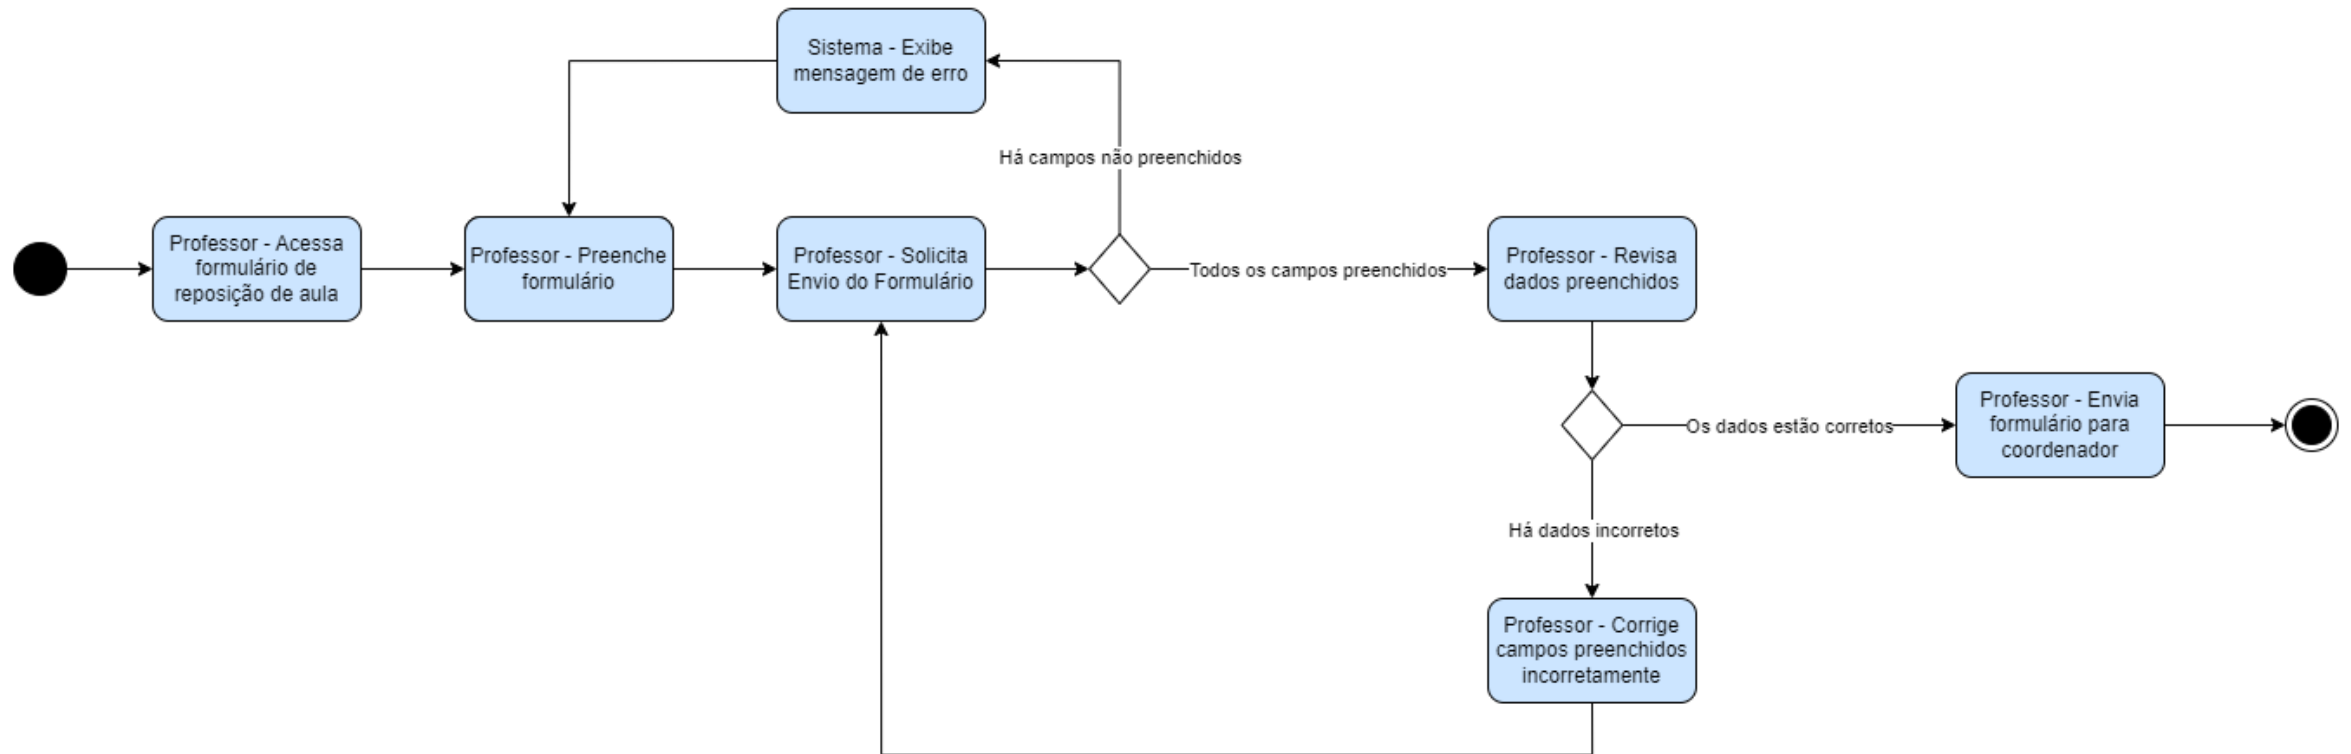 Sistema - Exibe
mensagem de erro
Há campos não preenchidos
Professor - Acessa
formulário de
reposição de aula
Professor - Preenche
formulário
Professor - Solicita
Envio do Formulário
Todos os campos preenchidos
Professor - Revisa
dados preenchidos
Os dados estão corretos
Professor - Envia
formulário para
coordenador
Há dados incorretos
Professor - Corrige
campos preenchidos
incorretamente